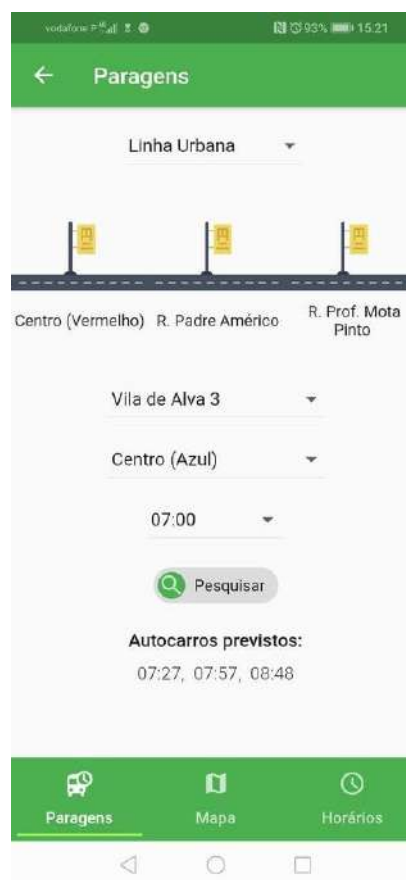 vodafone P 93% 15:21
Paragens
Linha Urbana
Centro (Vermelho) R. Padre Américo R. Prof. Mota
Pinto
Vila de Alva 3
Centro (Azul)
07:00
Pesquisar
Autocarros previstos:
07:27, 07:57, 08:48
Paragens Mapa Horários